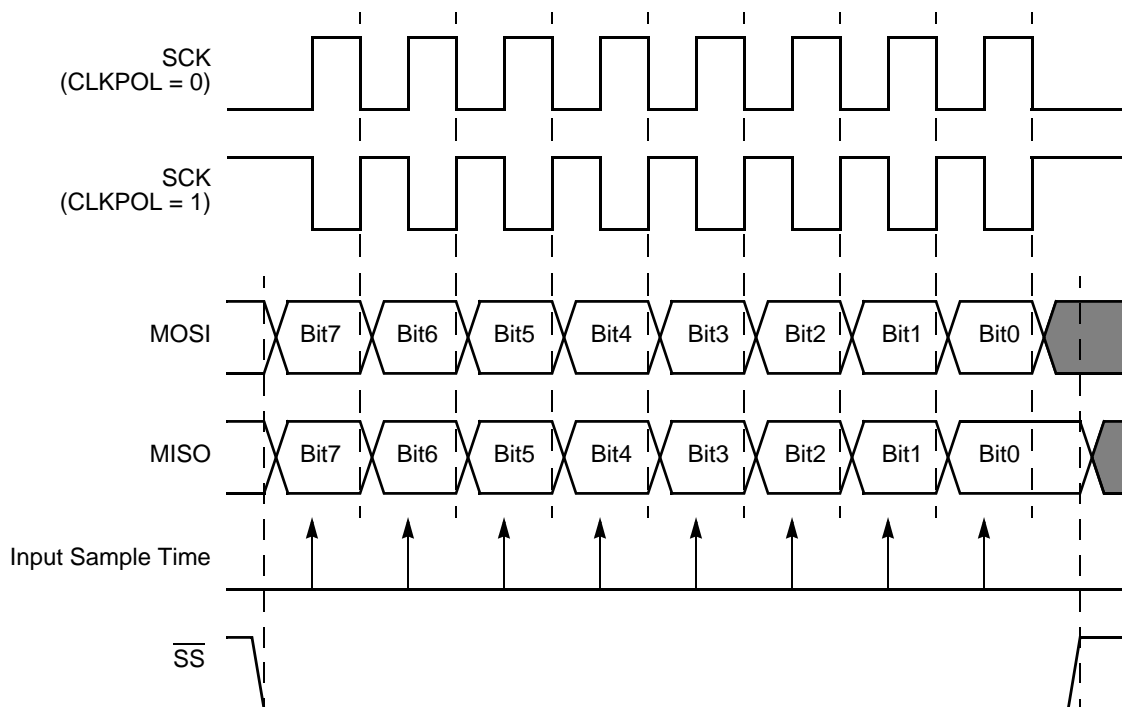 SCK
(CLKPOL = 0)
SCK
(CLKPOL = 1)
MOSI
Bit7 Bit6 Bit5 Bit4 Bit3 Bit2 Bit1 Bit0
MISO
Bit7 Bit6 Bit5 Bit4 Bit3 Bit2 Bit1 Bit0
Input Sample Time
SS